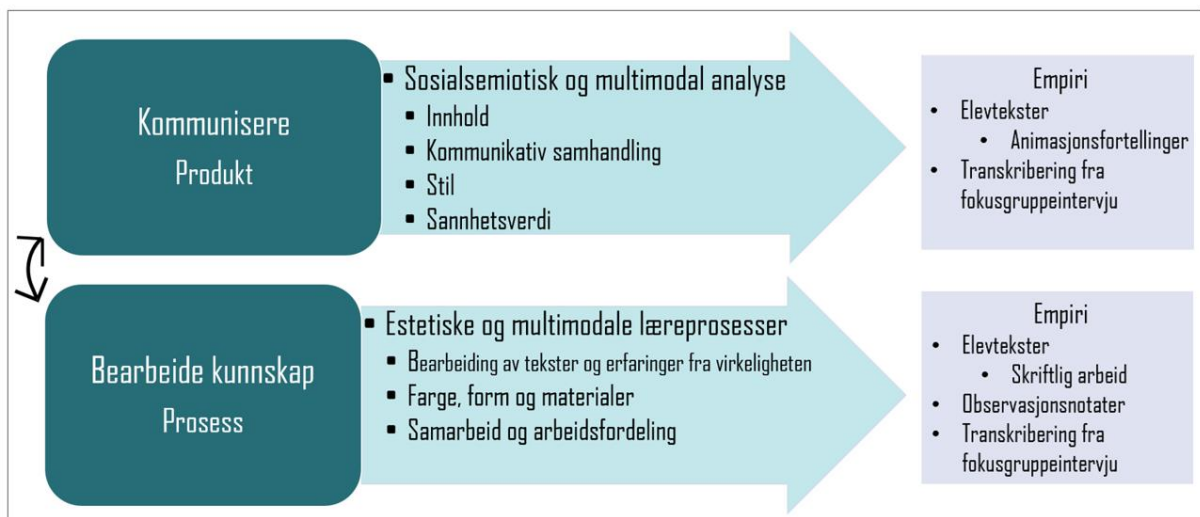 Kommunisere
Produkt
▪ Sosialsemiotisk og multimodal analyse
▪ Innhold
▪ Kommunikativ samhandling
▪ Stil
▪ Sannhetsverdi
Empiri
• Elevtekster
• Animasjonsfortellinger
• Transkribering fra
fokusgruppeintervju
Bearbeide kunnskap
Prosess
▪ Estetiske og multimodale læreprosesser
▪ Bearbeiding av tekster og erfaringer fra virkeligheten
▪ Farge, form og materialer
▪ Samarbeid og arbeidsfordeling
Empiri
• Elevtekster
• Skriftlig arbeid
• Observasjonsnotater
• Transkribering fra
fokusgruppeintervju